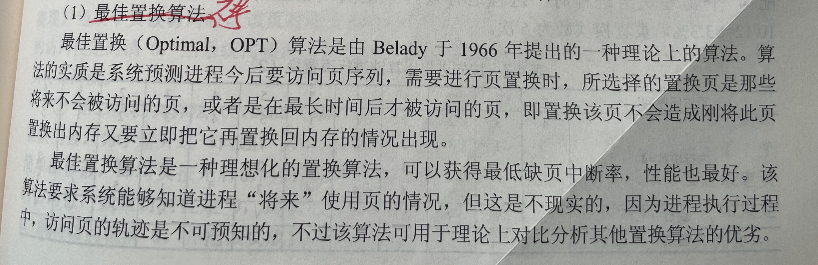 (1) 最佳置换算法
最佳置换（Optimal，OPT）算法是由 Belady 于 1966 年提出的一种理论上的算法。算
法的实质是系统预测进程今后要访问页序列，需要进行页置换时，所选择的置换页是那些
将来不会被访问的页，或者是在最长时间后才被访问的页，即置换该页不会造成刚将此页
置换出内存又要立即把它再置换回内存的情况出现。
最佳置换算法是一种理想化的置换算法，可以获得最低缺页中断率，性能也最好。该
算法要求系统能够知道进程“将来”使用页的情况，但这是不现实的，因为进程执行过程
中，访问页的轨迹是不可预知的，不过该算法可用于理论上对比分析其他置换算法的优劣。